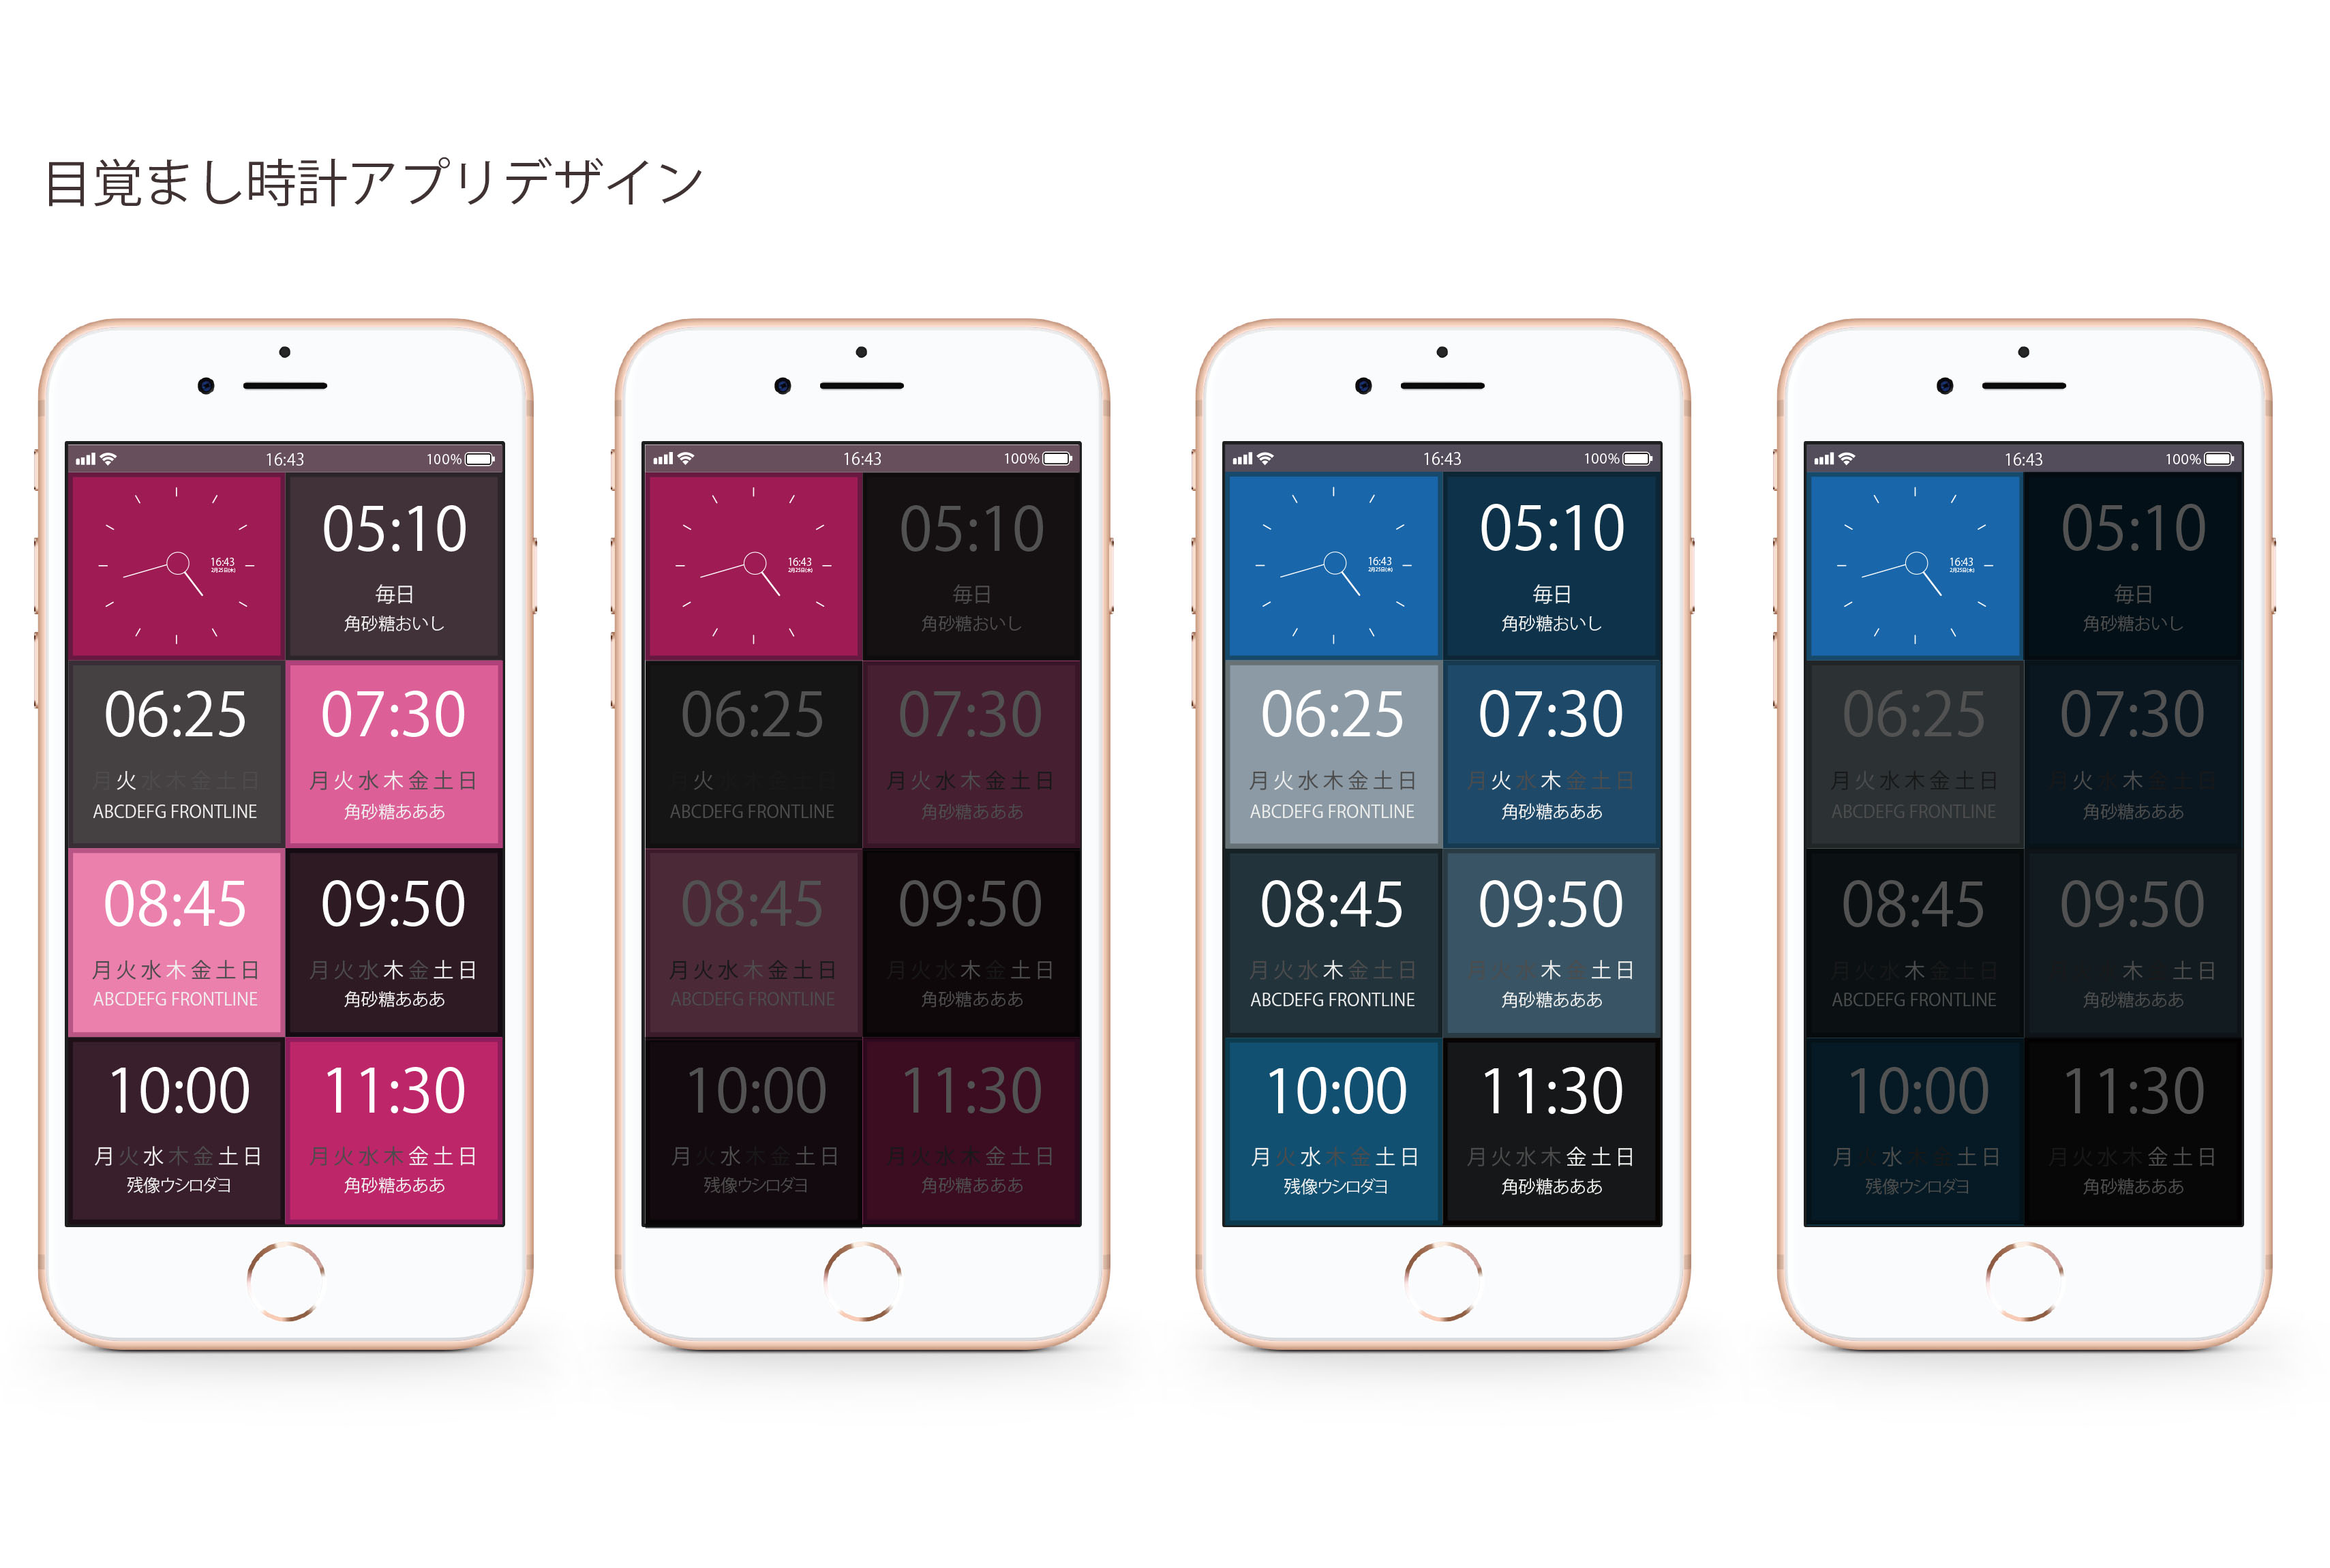 目覚まし時計アプリデザイン
16:43 100%
16:43
2月25日(木)
05:10
毎日
角砂糖おいし
06:25
月火水木金土日
ABCDEFG FRONTLINE
07:30
月火水木金土日
角砂糖あああ
08:45
月火水木金土日
ABCDEFG FRONTLINE
09:50
月火水木金土日
角砂糖あああ
10:00
月火水木金土日
残像ウシロダヨ
11:30
月火水木金土日
角砂糖あああ
16:43 100%
16:43
2月25日(木)
05:10
毎日
角砂糖おいし
06:25
火
ABCDEFG FRONTLINE
07:30
月火水木金土日
角砂糖あああ
08:45
月火水木金土日
ABCDEFG FRONTLINE
09:50
月火水木金土日
角砂糖あああ
10:00
月火水木金土日
残像ウシロダヨ
11:30
月火水木金土日
角砂糖あああ
16:43 100%
16:43
2月25日(木)
05:10
毎日
角砂糖おいし
06:25
月火水木金土日
ABCDEFG FRONTLINE
07:30
月火水木金土日
角砂糖あああ
08:45
月火水木金土日
ABCDEFG FRONTLINE
09:50
月火水木金土日
角砂糖あああ
10:00
月火水木金土日
残像ウシロダヨ
11:30
月火水木金土日
角砂糖あああ
16:43 100%
16:43
2月25日(木)
05:10
毎日
角砂糖おいし
06:25
月火水木金土日
ABCDEFG FRONTLINE
07:30
月火水木金土日
角砂糖あああ
08:45
月火水木金土日
ABCDEFG FRONTLINE
09:50
木 土日
角砂糖あああ
10:00
月 水木金土日
残像ウシロダヨ
11:30
月火水木金土日
角砂糖あああ